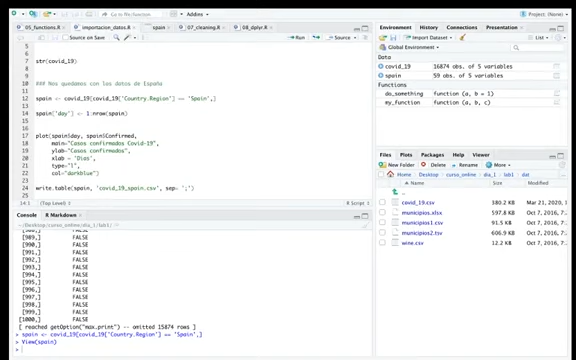 Go to file/function
Addins
Project: (None)
05_functions.R
importacion_datos.R
spain
07_cleaning.R
08_dplyr.R
Source on Save
Run
Source
5
6
7 str(covid_19)
8
9
10 ### Nos quedamos con los datos de España
11
12 spain <- covid_19[covid_19['Country.Region'] == 'Spain',]
13
14 spain['day'] <- 1:nrow(spain)
15
16
17 plot(spain$day, spain$Confirmed,
18 main="Casos confirmados Covid-19",
19 ylab="Casos confirmados",
20 xlab = 'Dias',
21 type="l",
22 col="darkblue")
23
24 write.table(spain, 'covid_19_spain.csv', sep= ';')
14:1 (Top Level)
R Script
Console R Markdown
~/Desktop/curso_online/dia_1/lab1/
[989,] FALSE
[990,] FALSE
[991,] FALSE
[992,] FALSE
[993,] FALSE
[994,] FALSE
[995,] FALSE
[996,] FALSE
[997,] FALSE
[998,] FALSE
[999,] FALSE
[1000,] FALSE
[ reached getOption("max.print") -- omitted 15874 rows ]
> spain <- covid_19[covid_19['Country.Region'] == 'Spain',]
> View(spain)
>
Environment History Connections Presentation
Import Dataset
List
Global Environment
Data
covid_19 16874 obs. of 5 variables
spain 59 obs. of 5 variables
Functions
do_something function (a, b = 1)
my_function function (a, b, c)
Files Plots Packages Help Viewer
New Folder Delete Rename More
Home Desktop curso_online dia_1 lab1 dat
Name Size Modified
..
covid_19.csv 380.2 KB Mar 21, 2020,
municipios.xlsx 597.8 KB Oct 7, 2016,
municipios1.csv 91.5 KB Oct 7, 2016,
municipios2.tsv 606.9 KB Oct 7, 2016,
wine.csv 12.2 KB Oct 7, 2016,